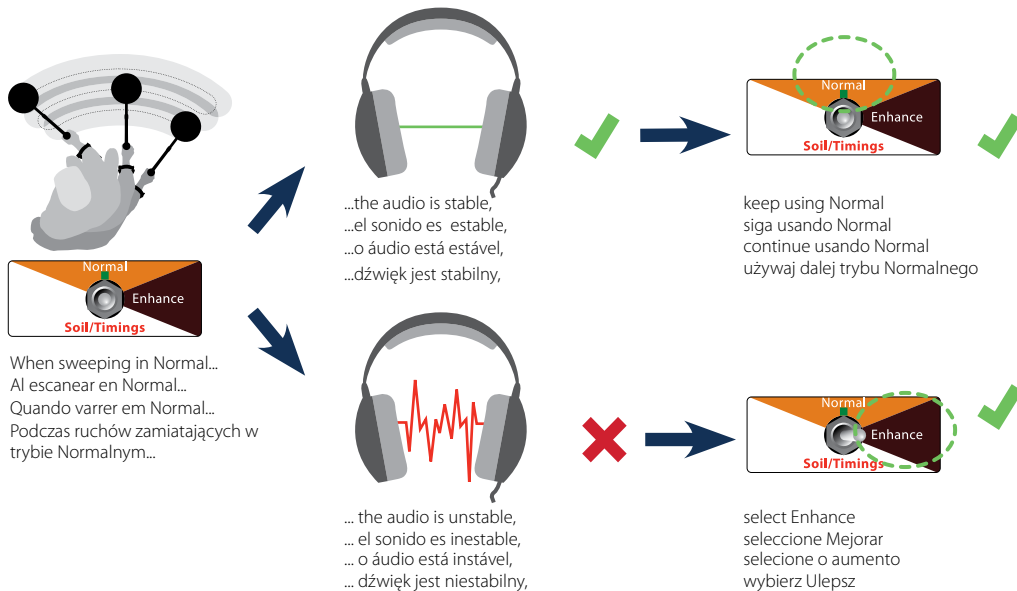 Normal
Enhance
Soil/Timings
When sweeping in Normal...
Al escanear en Normal...
Quando varrer em Normal...
Podczas ruchów zamiatających w
trybie Normalnym...
...the audio is stable,
...el sonido es estable,
...o áudio está estável,
...dźwięk jest stabilny,
Normal
Enhance
Soil/Timings
keep using Normal
siga usando Normal
continue usando Normal
używaj dalej trybu Normalnego
... the audio is unstable,
... el sonido es inestable,
... o áudio está instável,
... dźwięk jest niestabilny,
Normal
Enhance
Soil/Timings
select Enhance
seleccione Mejorar
selecione o aumento
wybierz Ulepsz